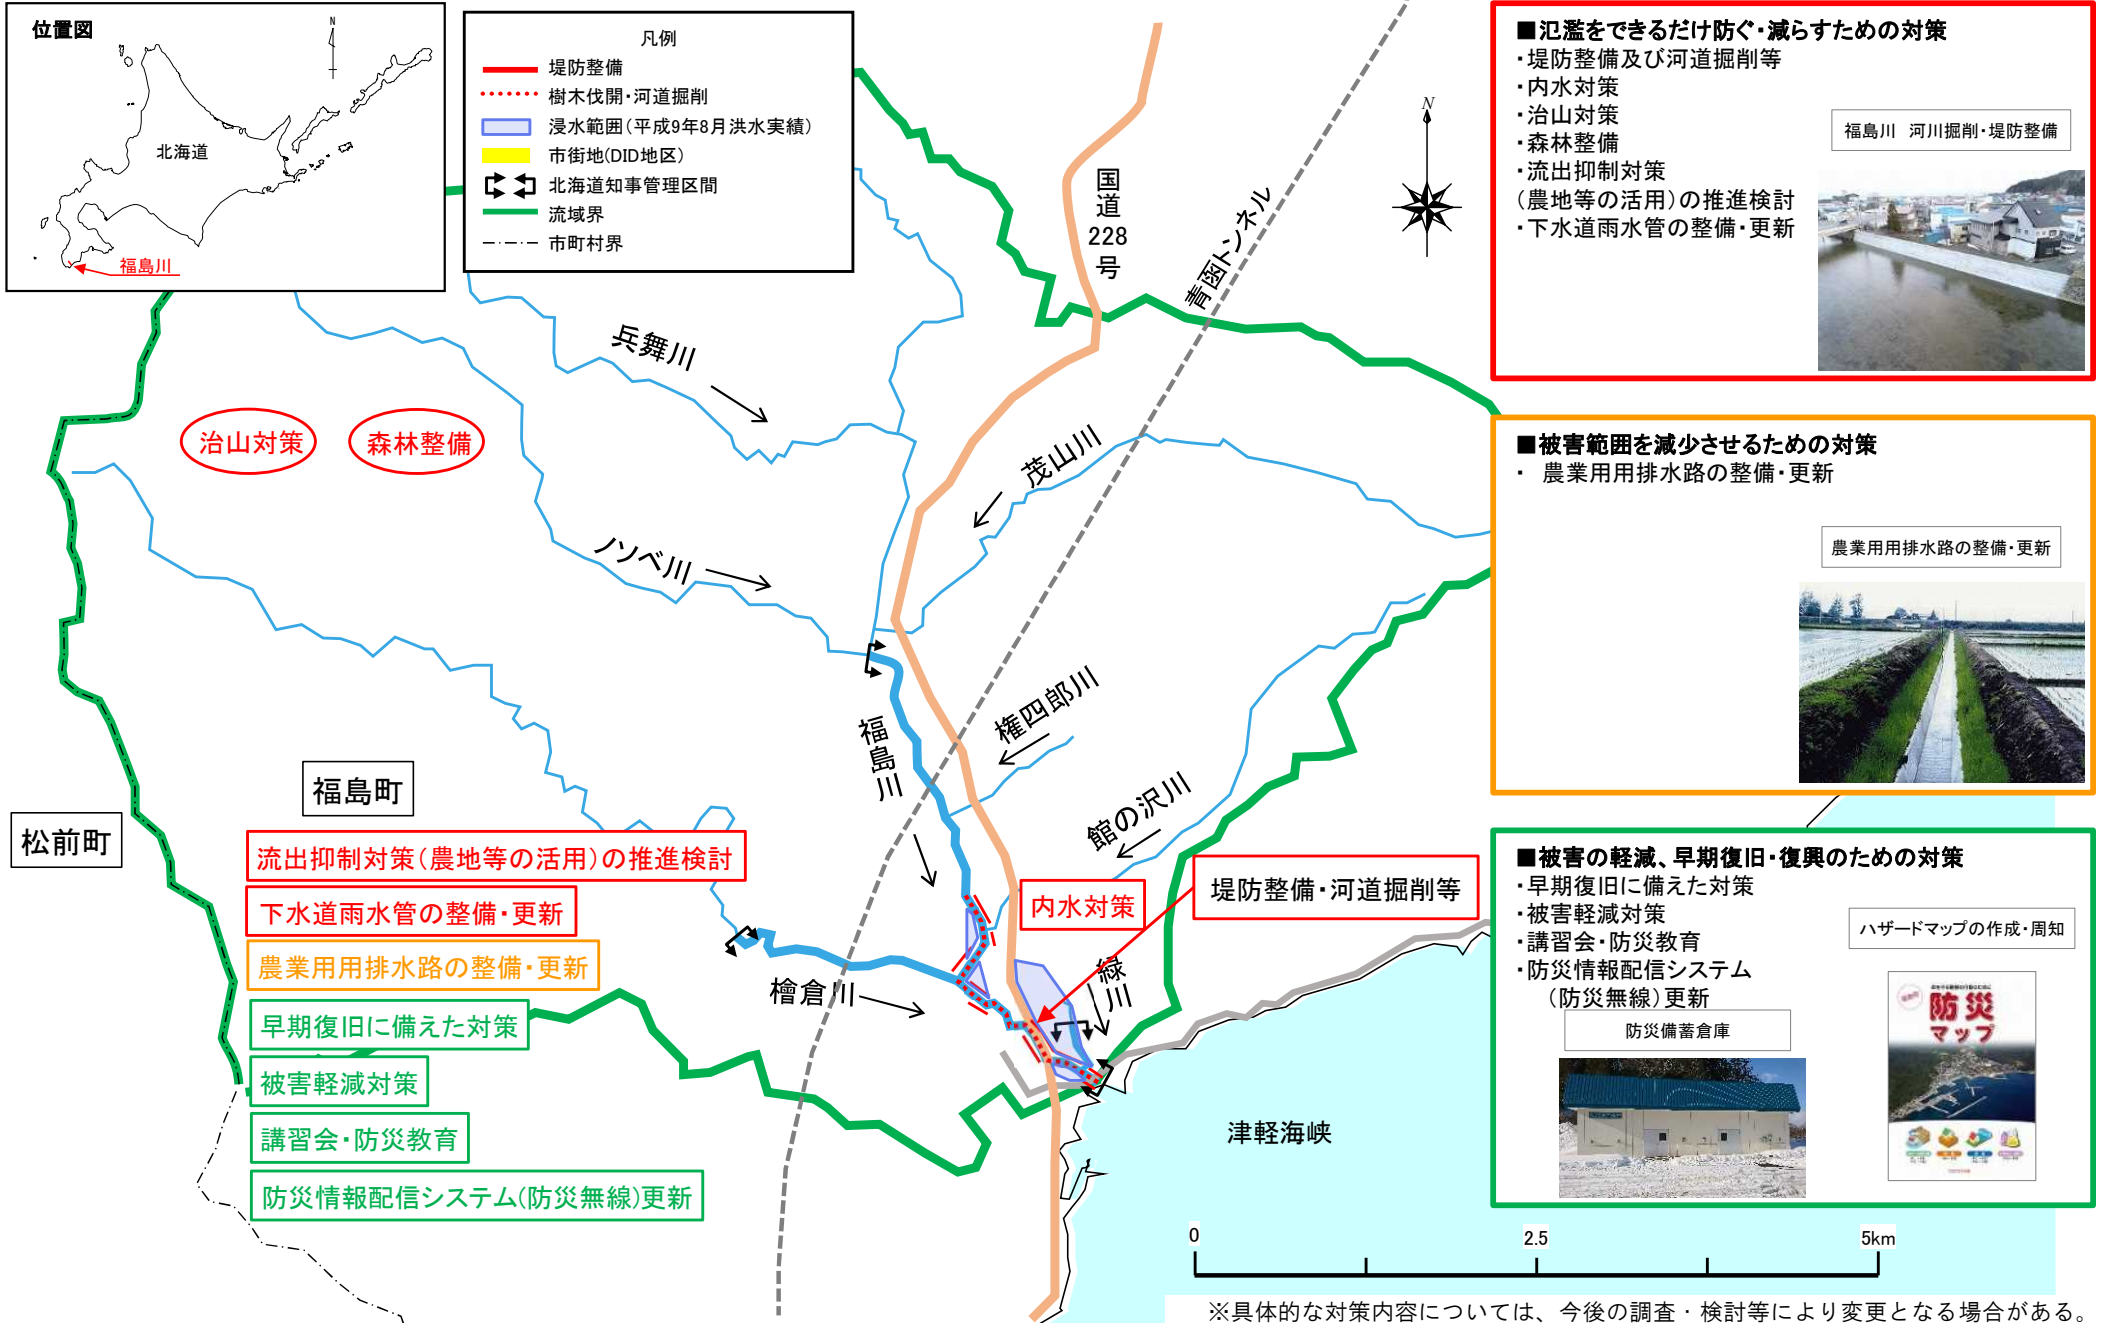 位置図
N
北海道
福島川
凡例
堤防整備
樹木伐開・河道掘削
浸水範囲(平成9年8月洪水実績)
市街地(DID地区)
北海道知事管理区間
流域界
市町村界
国道228号
青函トンネル
N
兵舞川
茂山川
ノソベ川
治山対策
森林整備
福島川
権四郎川
館の沢川
檜倉川
緑川
福島町
松前町
流出抑制対策(農地等の活用)の推進検討
下水道雨水管の整備・更新
農業用用排水路の整備・更新
早期復旧に備えた対策
被害軽減対策
講習会・防災教育
防災情報配信システム(防災無線)更新
内水対策
堤防整備・河道掘削等
津軽海峡
■氾濫をできるだけ防ぐ・減らすための対策
・堤防整備及び河道掘削等
・内水対策
・治山対策
・森林整備
・流出抑制対策
(農地等の活用)の推進検討
・下水道雨水管の整備・更新
福島川 河川掘削・堤防整備
■被害範囲を減少させるための対策
・ 農業用用排水路の整備・更新
農業用用排水路の整備・更新
■被害の軽減、早期復旧・復興のための対策
・早期復旧に備えた対策
・被害軽減対策
・講習会・防災教育
・防災情報配信システム
(防災無線)更新
防災備蓄倉庫
ハザードマップの作成・周知
防災
マップ
0 2.5 5km
※具体的な対策内容については、今後の調査・検討等により変更となる場合がある。